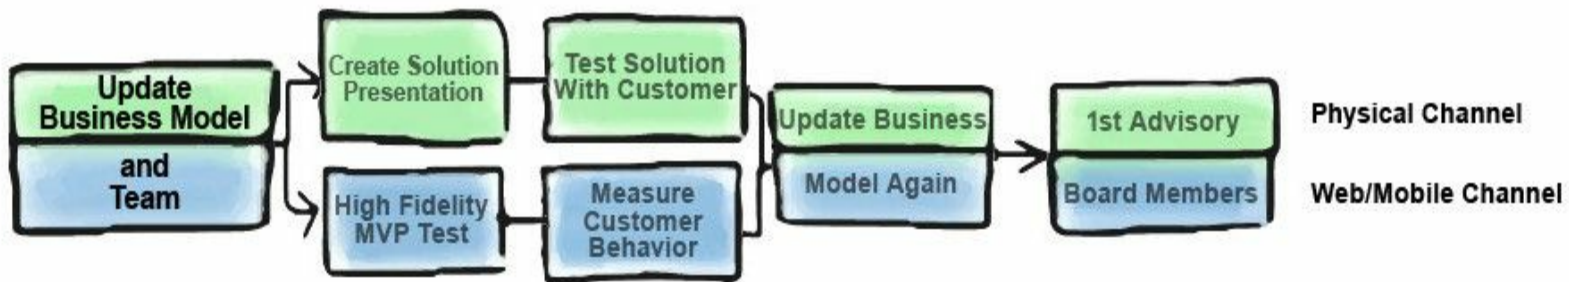 Update
Business Model
and
Team
Create Solution
Presentation
Test Solution
With Customer
High Fidelity
MVP Test
Measure
Customer
Behavior
Update Business
Model Again
1st Advisory
Board Members
Physical Channel
Web/Mobile Channel